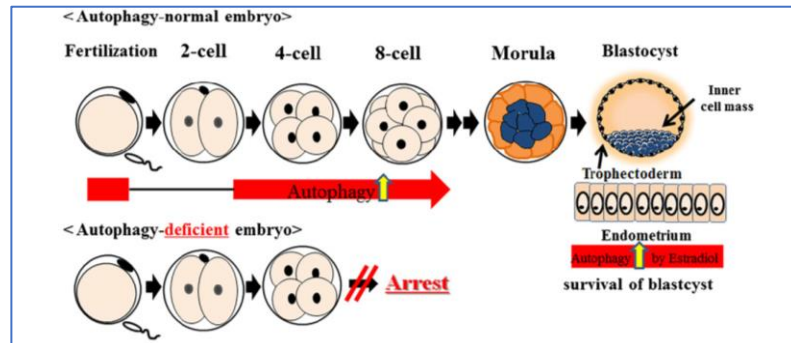 < Autophagy-normal embryo>
Fertilization 2-cell 4-cell 8-cell Morula Blastocyst
Inner
cell mass
Trophectoderm
Autophagy
Endometrium
Autophagy by Estradiol
survival of blastcyst
< Autophagy-deficient embryo>
Arrest